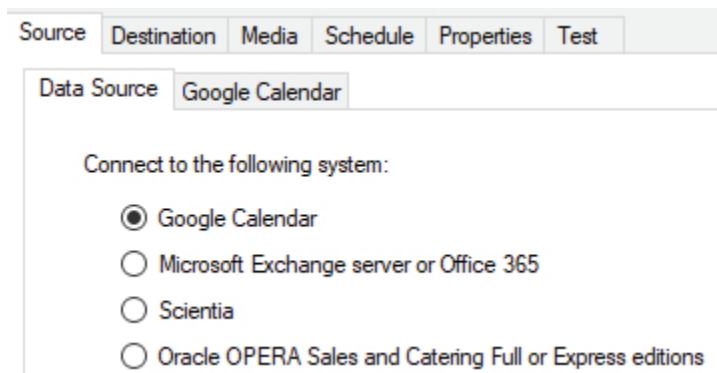 Source Destination Media Schedule Properties Test
Data Source Google Calendar
Connect to the following system:
Google Calendar
Microsoft Exchange server or Office 365
Scientia
Oracle OPERA Sales and Catering Full or Express editions